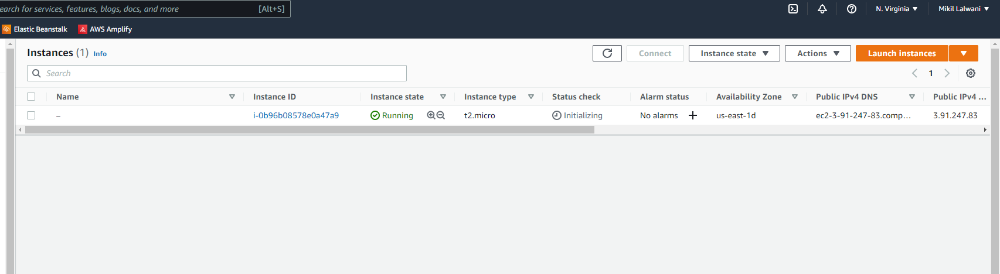 earch for services, features, blogs, docs, and more [Alt+S] N. Virginia Mikil Lalwani
Elastic Beanstalk AWS Amplify
Instances (1) Info Connect Instance state Actions Launch instances
Search 1
Name Instance ID Instance state Instance type Status check Alarm status Availability Zone Public IPv4 DNS Public IPv4 ...
– i-0b96b08578e0a47a9 Running t2.micro Initializing No alarms + us-east-1d ec2-3-91-247-83.comp... 3.91.247.83